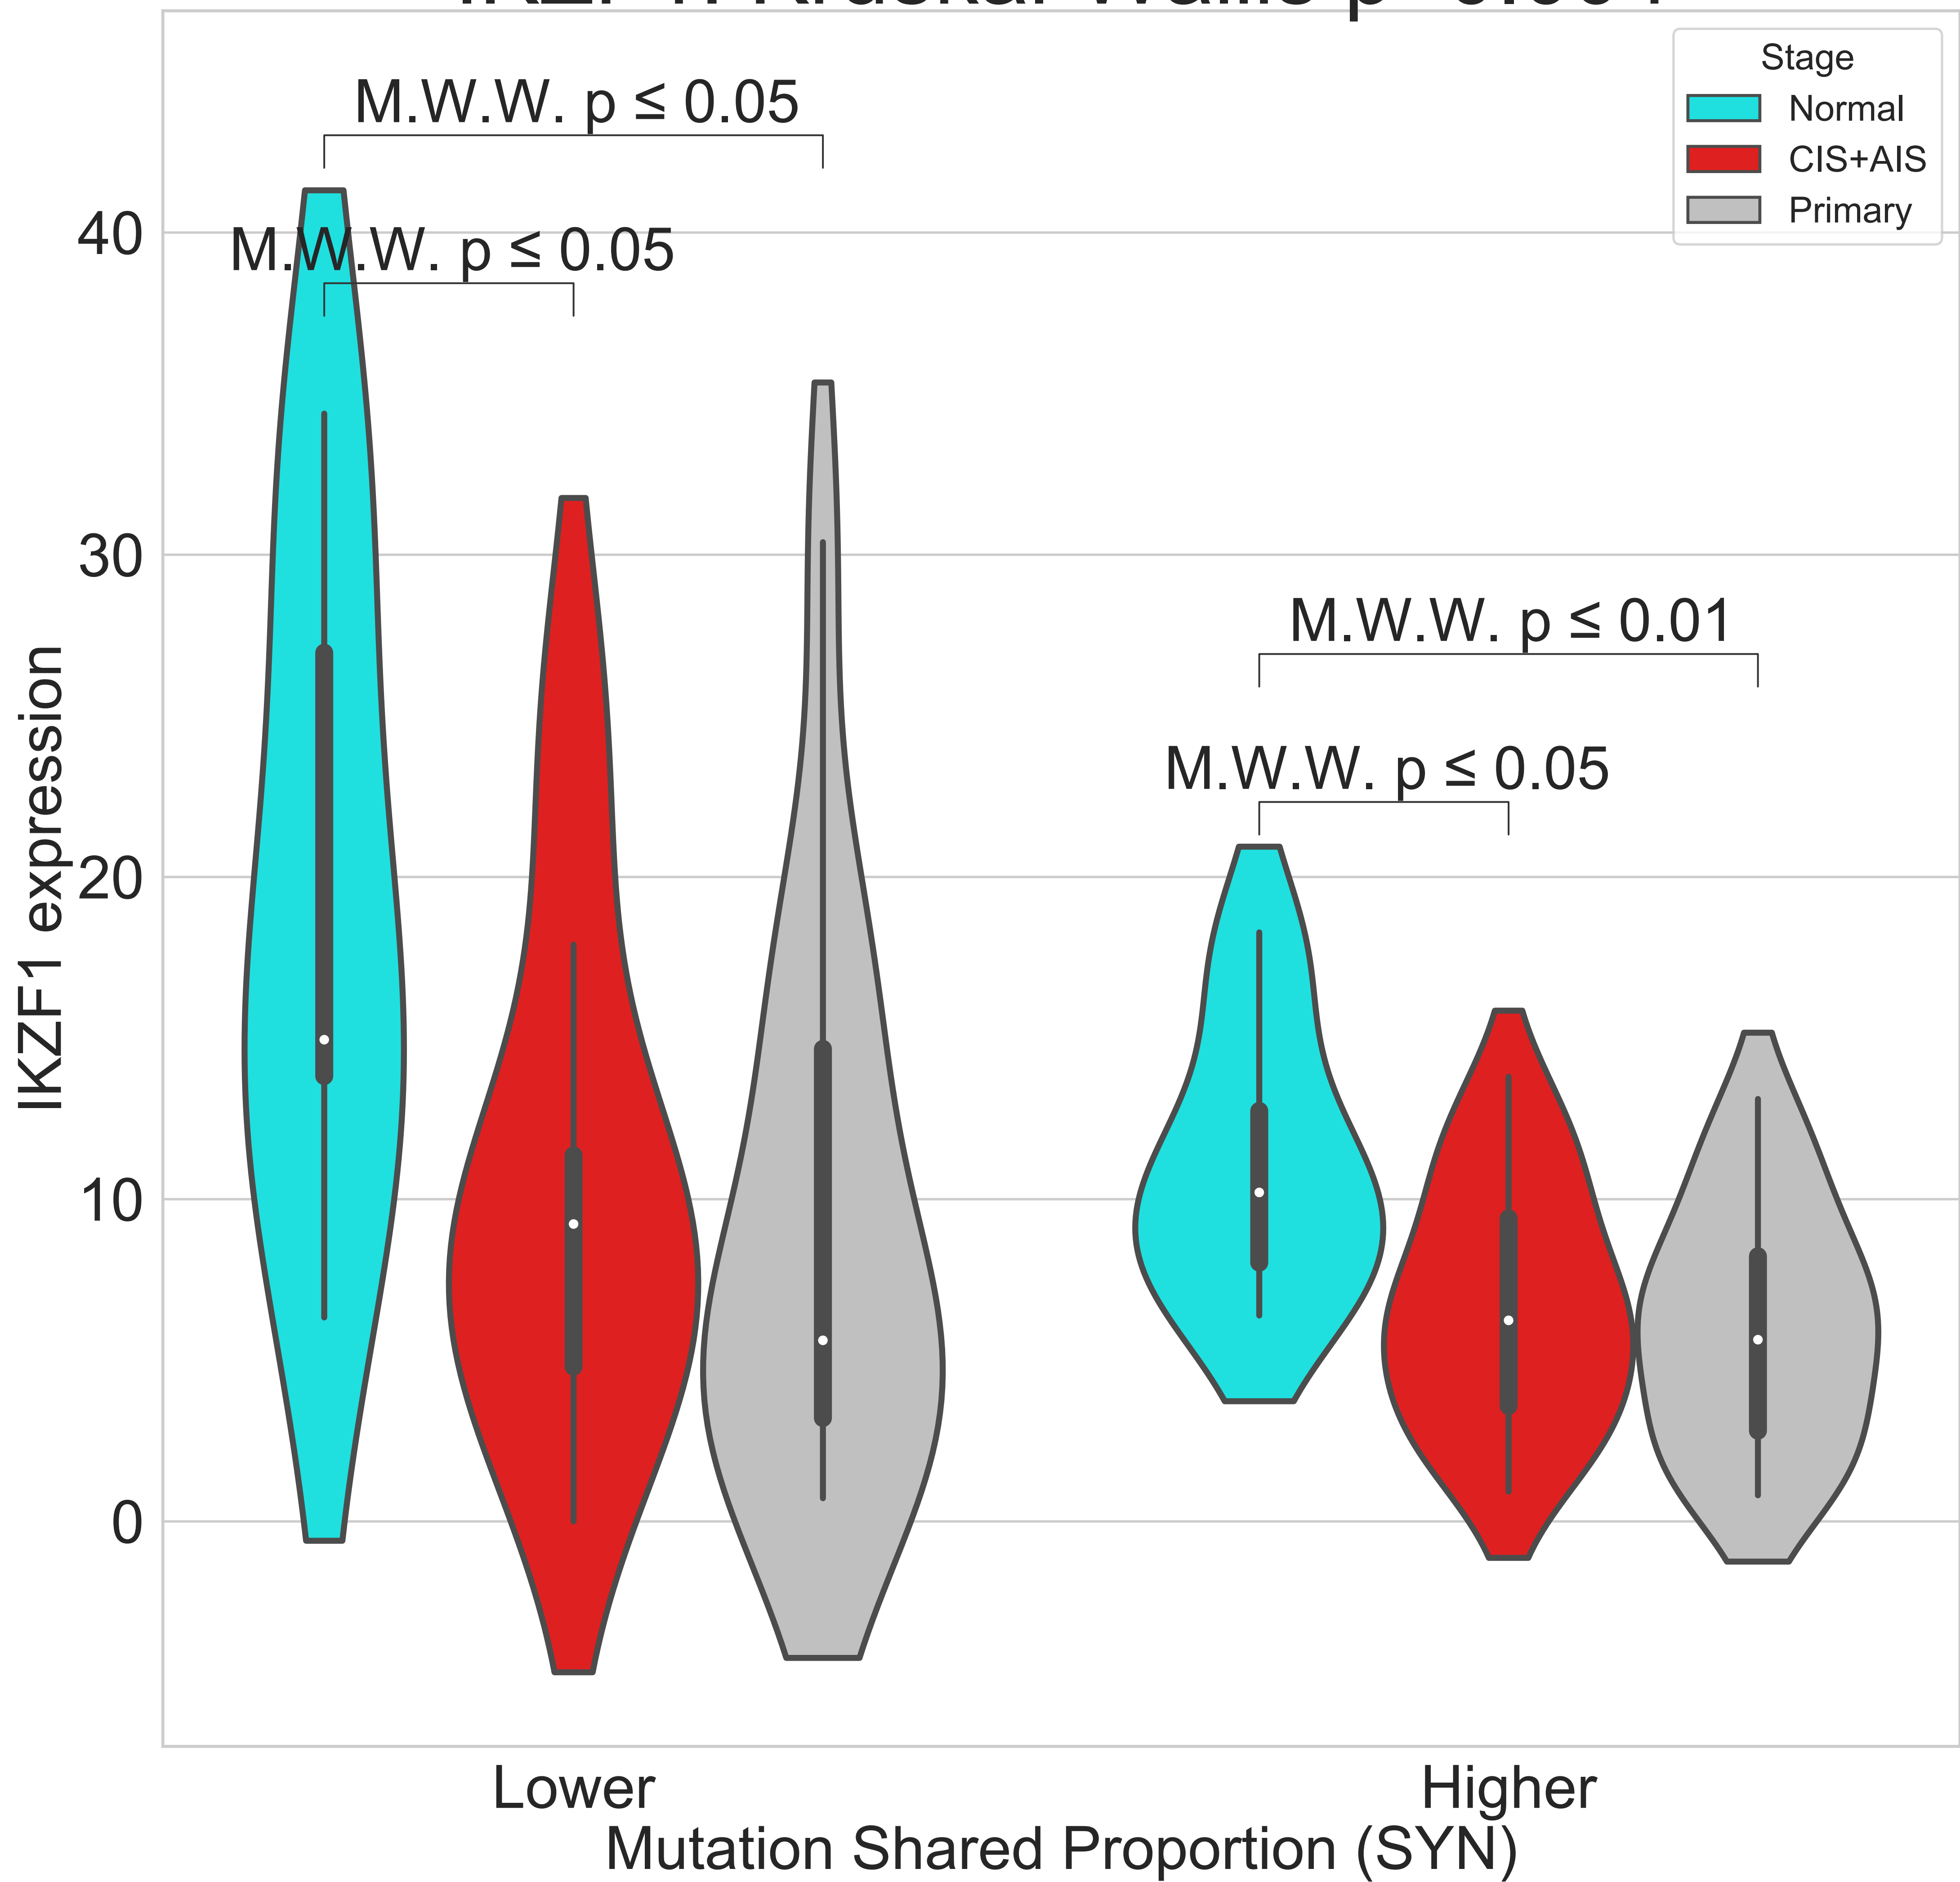 Stage
Normal
CIS+AIS
Primary
M.W.W. p ≤ 0.05
M.W.W. p ≤ 0.05
M.W.W. p ≤ 0.01
M.W.W. p ≤ 0.05
40
30
20
10
0
IKZF1 expression
Lower
Higher
Mutation Shared Proportion (SYN)